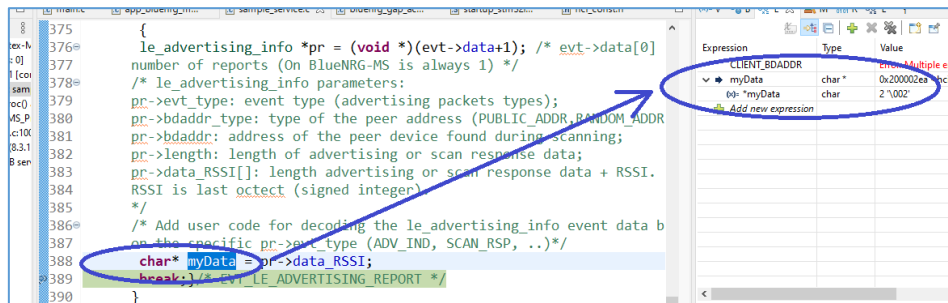 main.c app_bluenrg_m... sample_service.c bluenrg_gap_ac... startup_stm32l... hci_const.h
375 {
376 le_advertising_info *pr = (void *)(evt->data+1); /* evt->data[0]
377 number of reports (On BlueNRG-MS is always 1) */
378 /* le_advertising_info parameters:
379 pr->evt_type: event type (advertising packets types);
380 pr->bdaddr_type: type of the peer address (PUBLIC_ADDR,RANDOM_ADDR
381 pr->bdaddr: address of the peer device found during scanning;
382 pr->length: length of advertising or scan response data;
383 pr->data_RSSI[]: length advertising or scan response data + RSSI.
384 RSSI is last octect (signed integer).
385 */
386 /* Add user code for decoding the le_advertising_info event data b
387 on the specific pr->evt_type (ADV_IND, SCAN_RSP, ..)*/
388 char* myData = pr->data_RSSI;
389 break;}/* EVT_LE_ADVERTISING_REPORT */
390 }
Expression Type Value
CLIENT_BDADDR Error: Multiple e
myData char * 0x200002ea
(x)= *myData char 2 '\002'
Add new expression